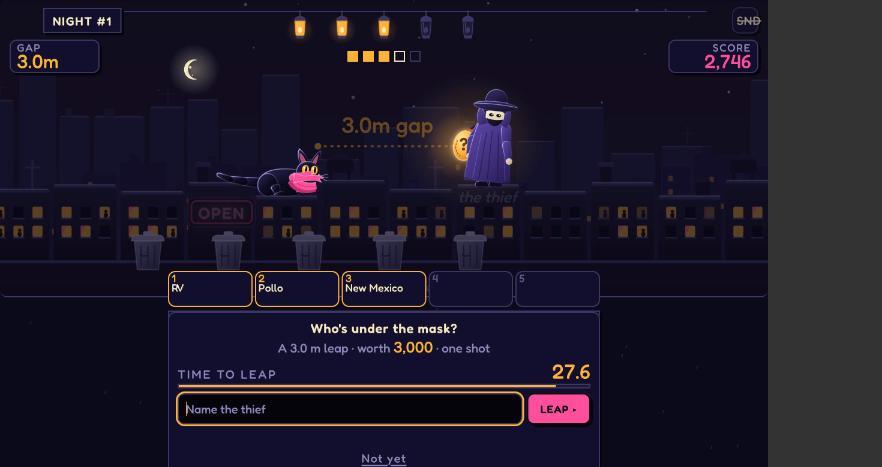 NIGHT #1
SND
GAP
3.0m
SCORE
2,746
3.0m gap
?
the thief
OPEN
1
RV
2
Pollo
3
New Mexico
4
5
Who's under the mask?
A 3.0 m leap · worth 3,000 · one shot
TIME TO LEAP
27.6
Name the thief
LEAP ▸
Not yet